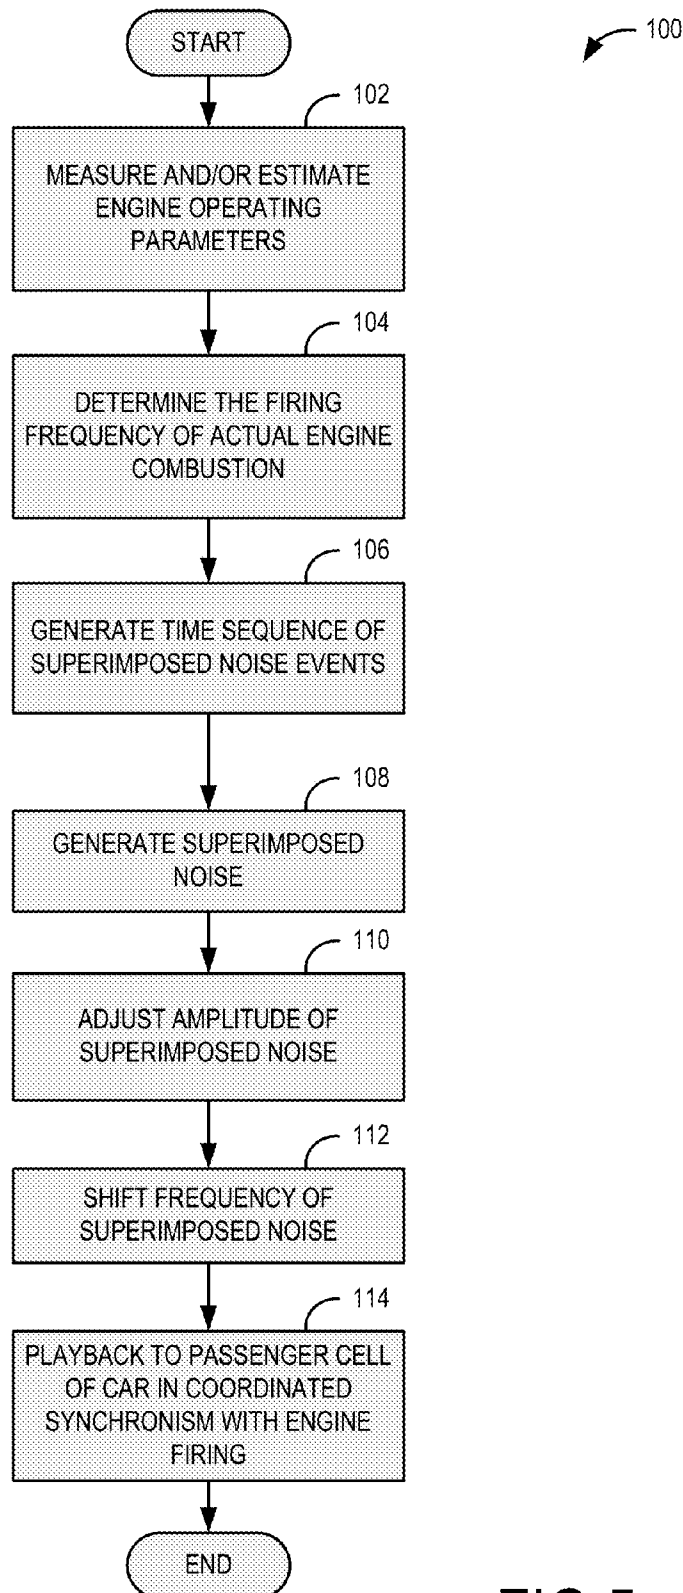 START
100
102
MEASURE AND/OR ESTIMATE
ENGINE OPERATING
PARAMETERS
104
DETERMINE THE FIRING
FREQUENCY OF ACTUAL ENGINE
COMBUSTION
106
GENERATE TIME SEQUENCE OF
SUPERIMPOSED NOISE EVENTS
108
GENERATE SUPERIMPOSED
NOISE
110
ADJUST AMPLITUDE OF
SUPERIMPOSED NOISE
112
SHIFT FREQUENCY OF
SUPERIMPOSED NOISE
114
PLAYBACK TO PASSENGER CELL
OF CAR IN COORDINATED
SYNCHRONISM WITH ENGINE
FIRING
END